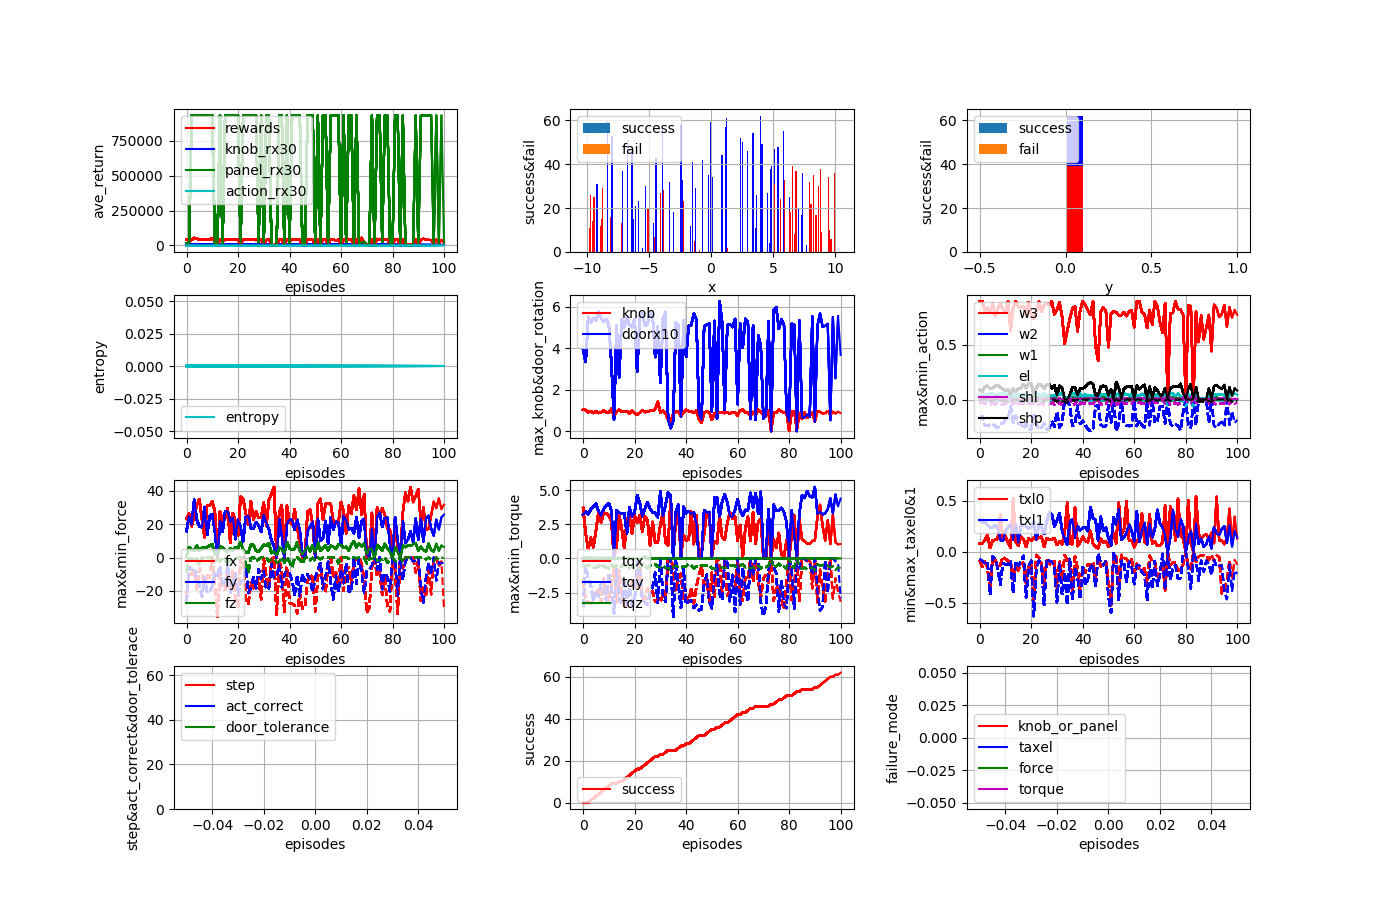 ave_return
750000
500000
250000
0
rewards
knob_rx30
panel_rx30
action_rx30
0 20 40 60 80 100
episodes
success&fail
60
40
20
0
success
fail
−10 −5 0 5 10
x
success&fail
60
40
20
0
success
fail
−0.5 0.0 0.5 1.0
y
entropy
0.050
0.025
0.000
−0.025
−0.050
entropy
0 20 40 60 80 100
episodes
max_knob&door_rotation
6
4
2
0
knob
doorx10
0 20 40 60 80 100
episodes
max&min_action
0.5
0.0
w3
w2
w1
el
shl
shp
0 20 40 60 80 100
episodes
max&min_force
40
20
0
−20
fx
fy
fz
0 20 40 60 80 100
episodes
max&min_torque
5.0
2.5
0.0
−2.5
tqx
tqy
tqz
0 20 40 60 80 100
episodes
min&max_taxel0&1
0.5
0.0
−0.5
txl0
txl1
0 20 40 60 80 100
episodes
step&act_correct&door_tolerace
60
40
20
0
step
act_correct
door_tolerance
−0.04 −0.02 0.00 0.02 0.04
episodes
success
60
40
20
0
success
0 20 40 60 80 100
episodes
failure_mode
0.050
0.025
0.000
−0.025
−0.050
knob_or_panel
taxel
force
torque
−0.04 −0.02 0.00 0.02 0.04
episodes